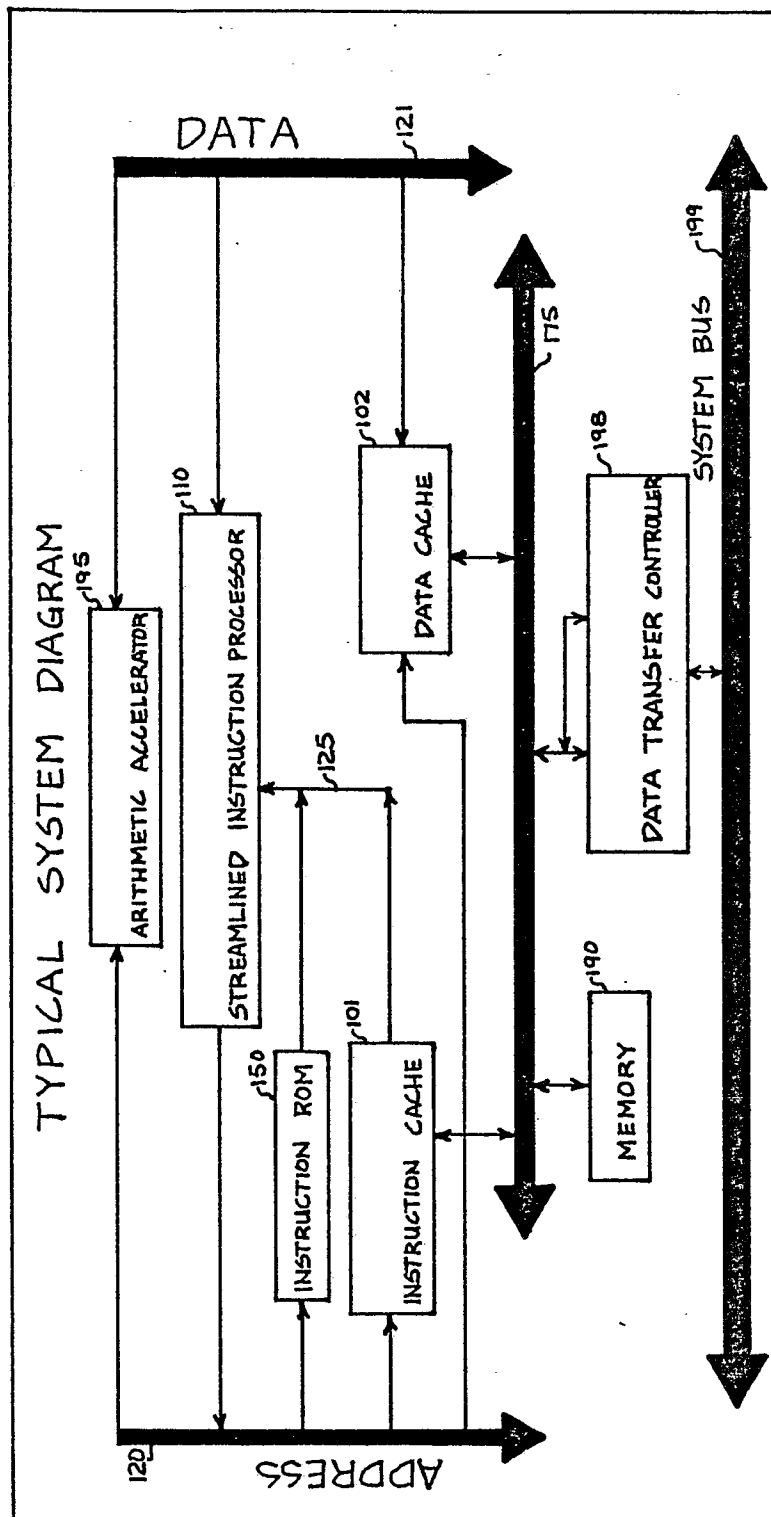 TYPICAL SYSTEM DIAGRAM
195
ARITHMETIC ACCELERATOR
110
STREAMLINED INSTRUCTION PROCESSOR
DATA
121
120
ADDRESS
150
INSTRUCTION ROM
125
101
INSTRUCTION CACHE
102
DATA CACHE
175
190
MEMORY
198
DATA TRANSFER CONTROLLER
SYSTEM BUS
199